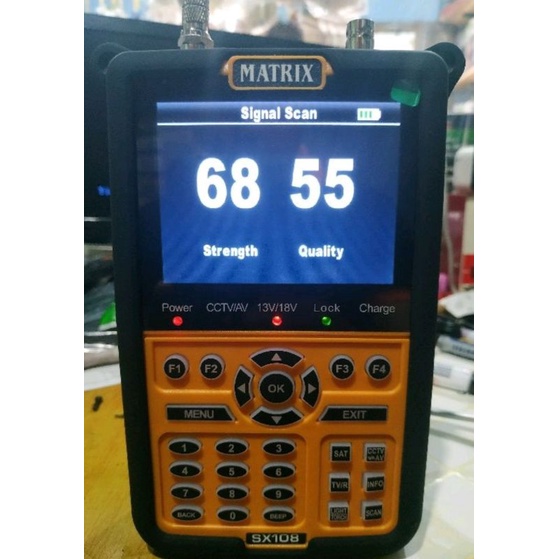 MATRIX
Signal Scan
68 55
Strength Quality
Power CCTV/AV 13V/18V Lock Charge
F1 F2 F3 F4
OK
MENU EXIT
1 2 3 SAT CCTV
4 5 6 TV/R INFO
7 8 9 LIGHT SCAN
BACK 0 BEEP
SX108